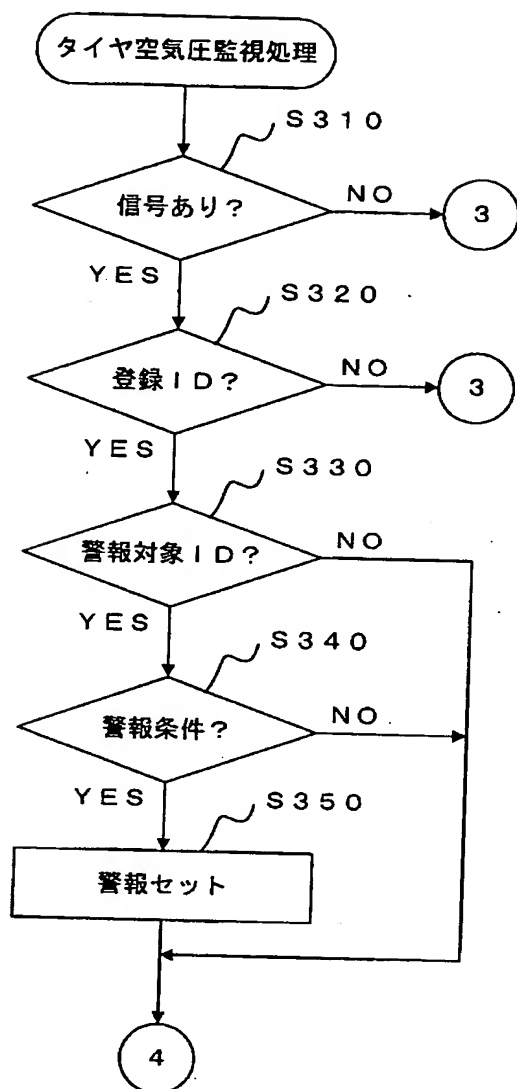 タイヤ空気圧監視処理
S310
信号あり?
NO
3
YES
S320
登録ID?
NO
3
YES
S330
警報対象ID?
NO
YES
S340
警報条件?
NO
YES
S350
警報セット
4